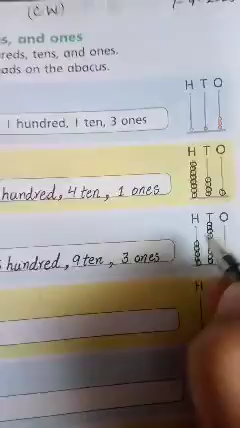 (C.W)
s, and ones
reds, tens, and ones.
ads on the abacus.
H T O
1 hundred, 1 ten, 3 ones
H T O
hundred, 4 ten, 1 ones
H T O
hundred, 9 ten, 3 ones
H